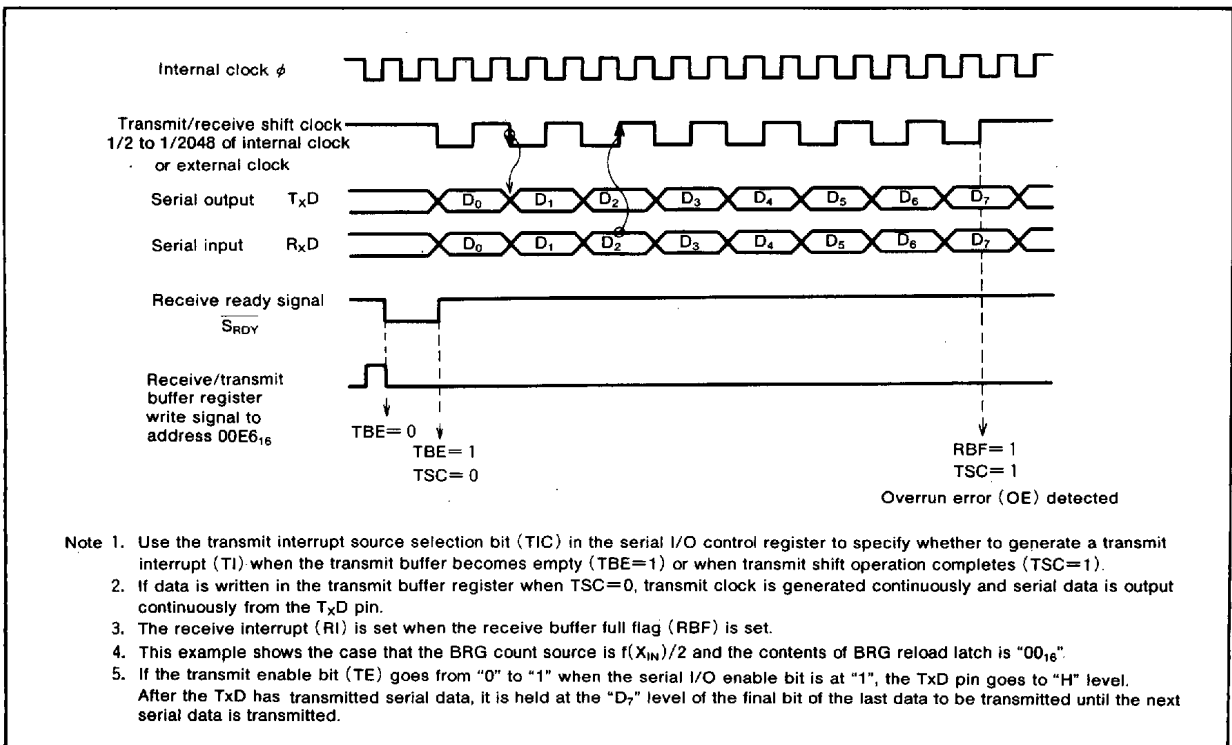 Internal clock ϕ
Transmit/receive shift clock
1/2 to 1/2048 of internal clock
or external clock
Serial output TxD
D0 D1 D2 D3 D4 D5 D6 D7
Serial input RxD
D0 D1 D2 D3 D4 D5 D6 D7
Receive ready signal
S̅R̅D̅Y̅
Receive/transmit
buffer register
write signal to
address 00E6₁₆
TBE=0
TBE=1
TSC=0
RBF=1
TSC=1
Overrun error (OE) detected
Note 1. Use the transmit interrupt source selection bit (TIC) in the serial I/O control register to specify whether to generate a transmit
interrupt (TI) when the transmit buffer becomes empty (TBE=1) or when transmit shift operation completes (TSC=1).
2. If data is written in the transmit buffer register when TSC=0, transmit clock is generated continuously and serial data is output
continuously from the TxD pin.
3. The receive interrupt (RI) is set when the receive buffer full flag (RBF) is set.
4. This example shows the case that the BRG count source is f(XIN)/2 and the contents of BRG reload latch is “00₁₆”.
5. If the transmit enable bit (TE) goes from “0” to “1” when the serial I/O enable bit is at “1”, the TxD pin goes to “H” level.
After the TxD has transmitted serial data, it is held at the “D₇” level of the final bit of the last data to be transmitted until the next
serial data is transmitted.